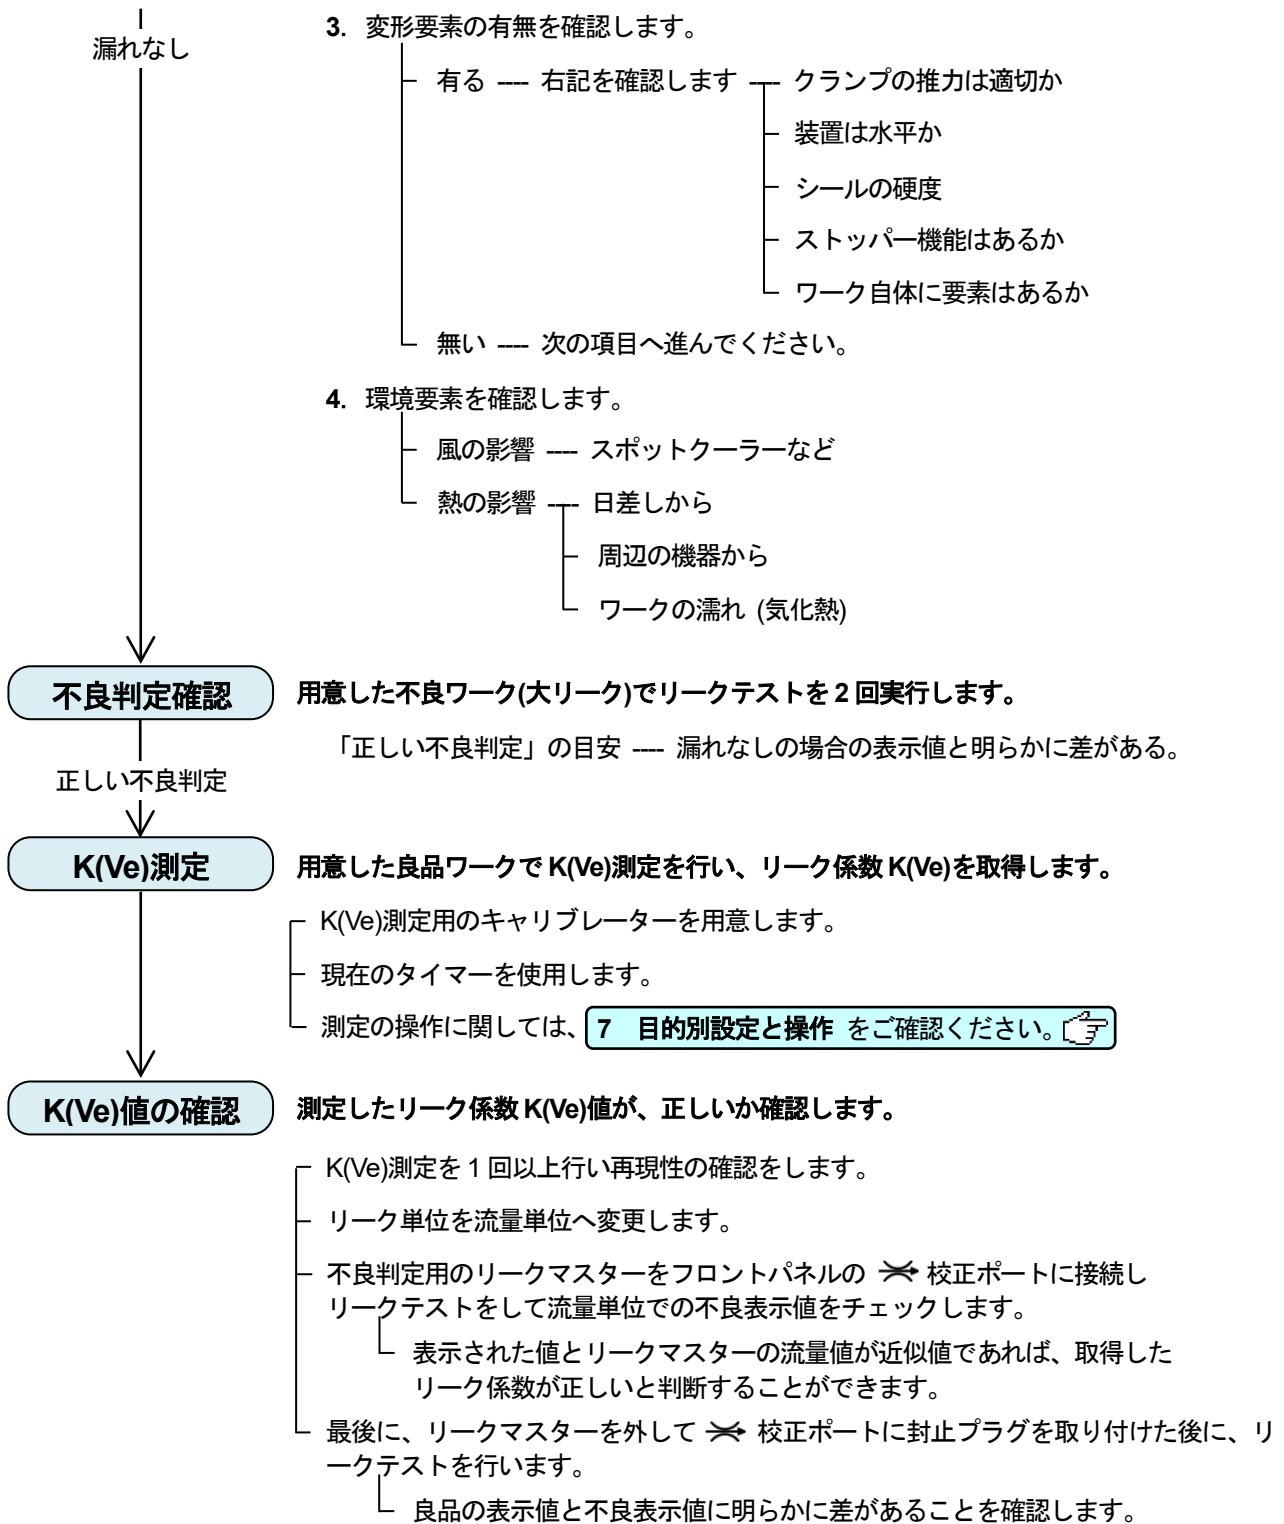 漏れなし
3. 変形要素の有無を確認します。
有る ---- 右記を確認します ---- クランプの推力は適切か
装置は水平か
シールの硬度
ストッパー機能はあるか
ワーク自体に要素はあるか
無い ---- 次の項目へ進んでください。
4. 環境要素を確認します。
風の影響 ---- スポットクーラーなど
熱の影響 ---- 日差しから
周辺の機器から
ワークの濡れ (気化熱)
不良判定確認
用意した不良ワーク(大リーク)でリークテストを 2 回実行します。
「正しい不良判定」の目安 ---- 漏れなしの場合の表示値と明らかに差がある。
正しい不良判定
K(Ve)測定
用意した良品ワークで K(Ve)測定を行い、リーク係数 K(Ve)を取得します。
K(Ve)測定用のキャリブレーターを用意します。
現在のタイマーを使用します。
測定の操作に関しては、 7 目的別設定と操作 をご確認ください。
K(Ve)値の確認
測定したリーク係数 K(Ve)値が、正しいか確認します。
K(Ve)測定を 1 回以上行い再現性の確認をします。
リーク単位を流量単位へ変更します。
不良判定用のリークマスターをフロントパネルの 校正ポートに接続し
リークテストをして流量単位での不良表示値をチェックします。
表示された値とリークマスターの流量値が近似値であれば、取得した
リーク係数が正しいと判断することができます。
最後に、リークマスターを外して 校正ポートに封止プラグを取り付けた後に、リ
ークテストを行います。
良品の表示値と不良表示値に明らかに差があることを確認します。